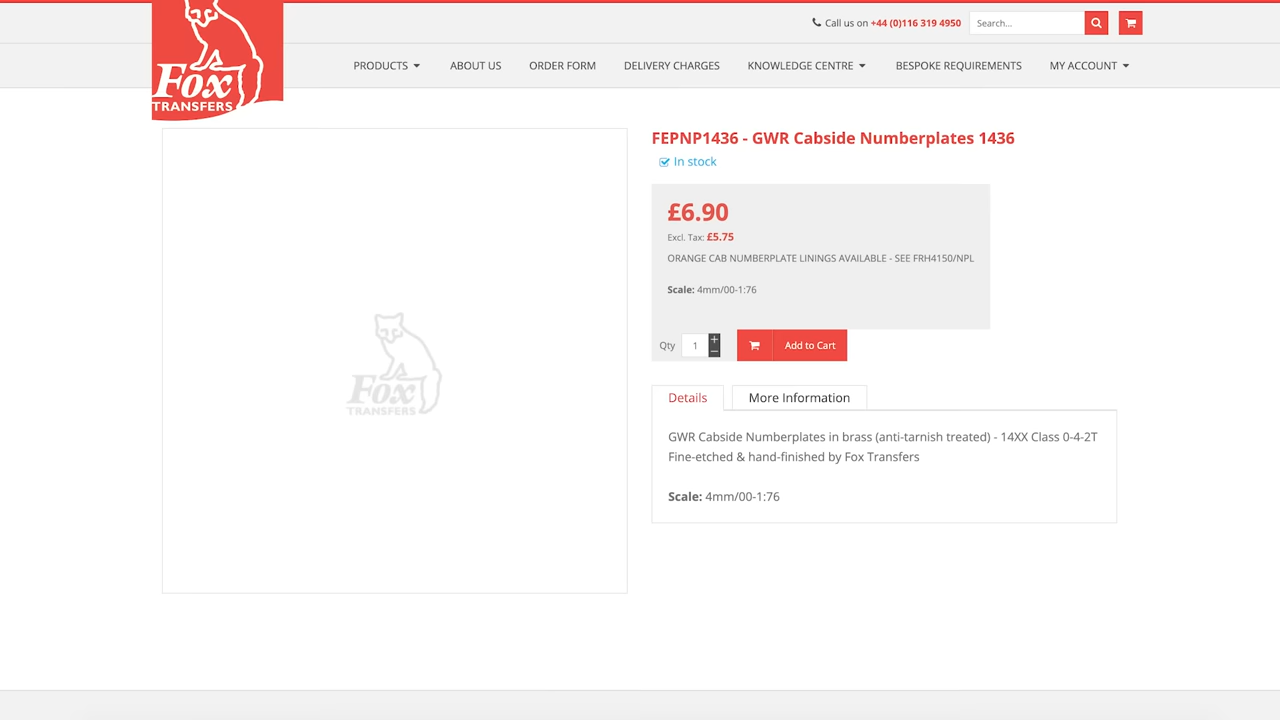 Fox
TRANSFERS
Call us on +44 (0)116 319 4950
Search...
PRODUCTS
ABOUT US
ORDER FORM
DELIVERY CHARGES
KNOWLEDGE CENTRE
BESPOKE REQUIREMENTS
MY ACCOUNT
FEPNP1436 - GWR Cabside Numberplates 1436
In stock
£6.90
Excl. Tax: £5.75
ORANGE CAB NUMBERPLATE LININGS AVAILABLE - SEE FRH4150/NPL
Scale: 4mm/00-1:76
Qty 1 + −
Add to Cart
Fox
TRANSFERS
Details
More Information
GWR Cabside Numberplates in brass (anti-tarnish treated) - 14XX Class 0-4-2T
Fine-etched & hand-finished by Fox Transfers
Scale: 4mm/00-1:76